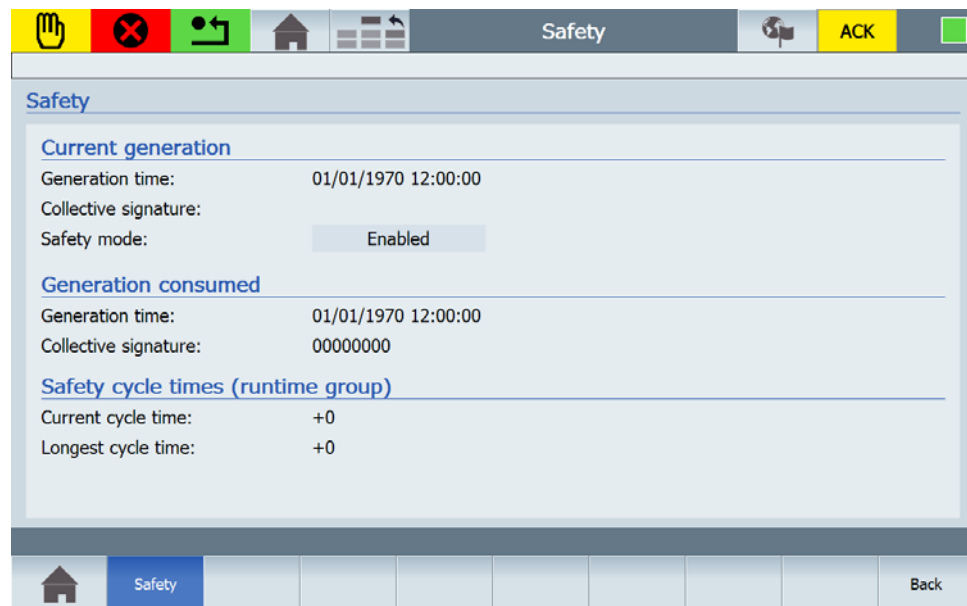 Safety
ACK
Safety
Current generation
Generation time: 01/01/1970 12:00:00
Collective signature:
Safety mode: Enabled
Generation consumed
Generation time: 01/01/1970 12:00:00
Collective signature: 00000000
Safety cycle times (runtime group)
Current cycle time: +0
Longest cycle time: +0
Safety
Back